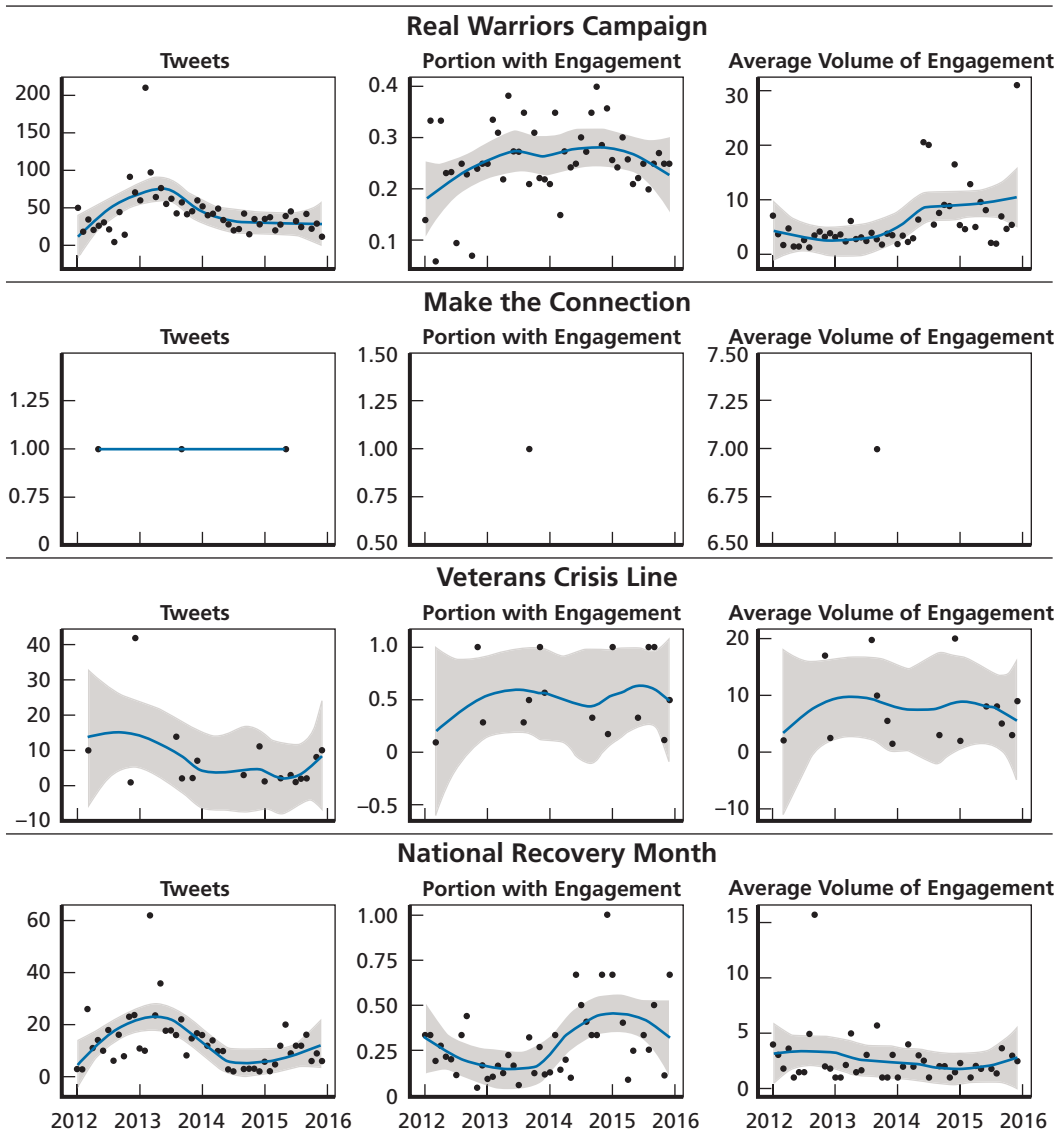 Real Warriors Campaign
Tweets
Portion with Engagement
Average Volume of Engagement
200
150
100
50
0
0.4
0.3
0.2
0.1
30
20
10
0
Make the Connection
Tweets
Portion with Engagement
Average Volume of Engagement
1.25
1.00
0.75
0
1.50
1.25
1.00
0.75
0.50
7.50
7.25
7.00
6.75
6.50
Veterans Crisis Line
Tweets
Portion with Engagement
Average Volume of Engagement
40
30
20
10
0
−10
1.0
0.5
0
−0.5
20
10
0
−10
National Recovery Month
Tweets
Portion with Engagement
Average Volume of Engagement
60
40
20
0
1.00
0.75
0.50
0.25
0
15
10
5
0
2012 2013 2014 2015 2016
2012 2013 2014 2015 2016
2012 2013 2014 2015 2016